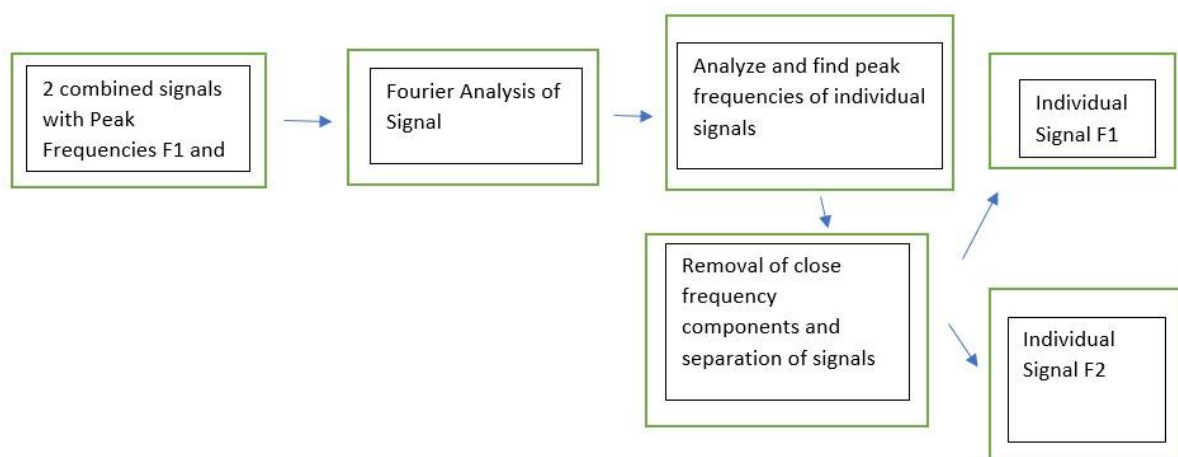 2 combined signals
with Peak
Frequencies F1 and
Fourier Analysis of
Signal
Analyze and find peak
frequencies of individual
signals
Removal of close
frequency
components and
separation of signals
Individual
Signal F1
Individual
Signal F2